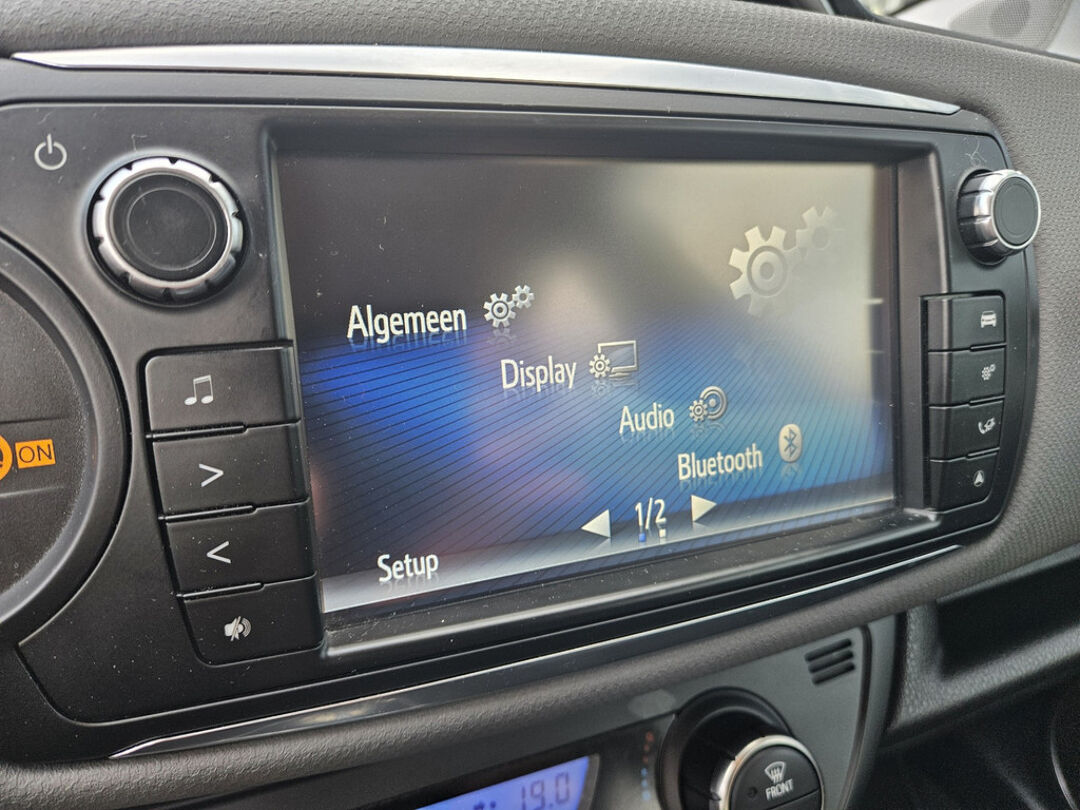 Algemeen
Display
Audio
Bluetooth
1/2
Setup
ON
19.0
FRONT